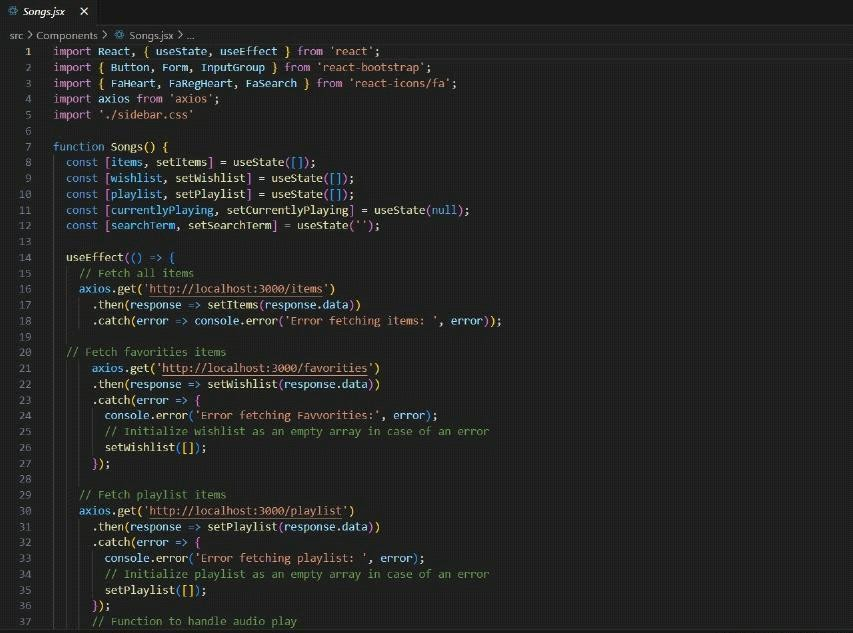 Songs.jsx ×
src > Components > Songs.jsx > ...
1 import React, { useState, useEffect } from 'react';
2 import { Button, Form, InputGroup } from 'react-bootstrap';
3 import { FaHeart, FaRegHeart, FaSearch } from 'react-icons/fa';
4 import axios from 'axios';
5 import './sidebar.css'
6
7 function Songs() {
8 const [items, setItems] = useState([]);
9 const [wishlist, setWishlist] = useState([]);
10 const [playlist, setPlaylist] = useState([]);
11 const [currentlyPlaying, setCurrentlyPlaying] = useState(null);
12 const [searchTerm, setSearchTerm] = useState('');
13
14 useEffect(() => {
15 // Fetch all items
16 axios.get('http://localhost:3000/items')
17 .then(response => setItems(response.data))
18 .catch(error => console.error('Error fetching items: ', error));
19
20 // Fetch favorities items
21 axios.get('http://localhost:3000/favorities')
22 .then(response => setWishlist(response.data))
23 .catch(error => {
24 console.error('Error fetching Favvorities:', error);
25 // Initialize wishlist as an empty array in case of an error
26 setWishlist([]);
27 });
28
29 // Fetch playlist items
30 axios.get('http://localhost:3000/playlist')
31 .then(response => setPlaylist(response.data))
32 .catch(error => {
33 console.error('Error fetching playlist: ', error);
34 // Initialize playlist as an empty array in case of an error
35 setPlaylist([]);
36 });
37 // Function to handle audio play